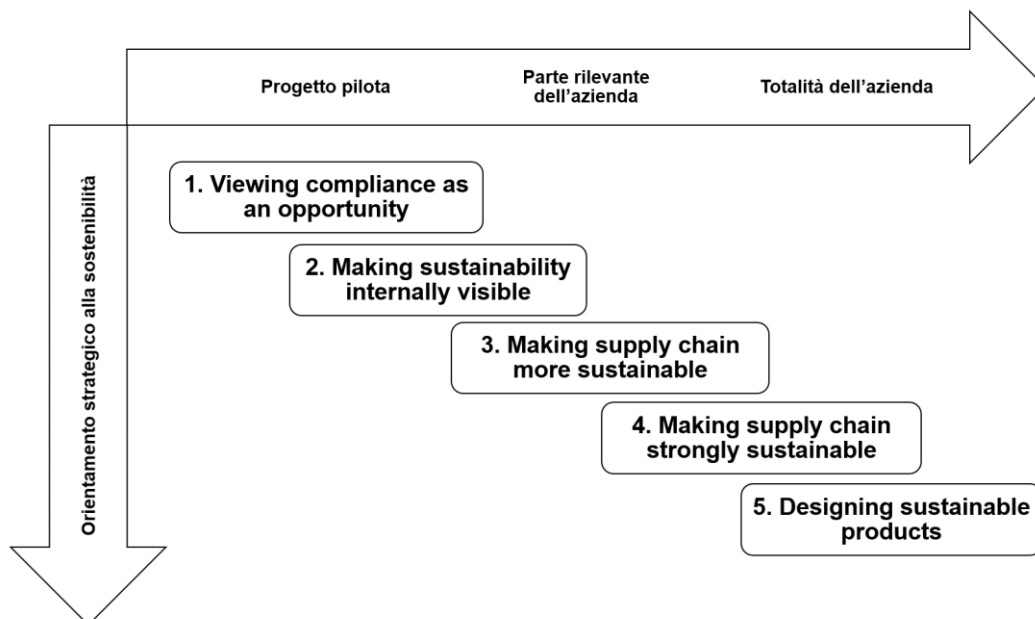 Progetto pilota
Parte rilevante
dell’azienda
Totalità dell’azienda
Orientamento strategico alla sostenibilità
1. Viewing compliance as
an opportunity
2. Making sustainability
internally visible
3. Making supply chain
more sustainable
4. Making supply chain
strongly sustainable
5. Designing sustainable
products